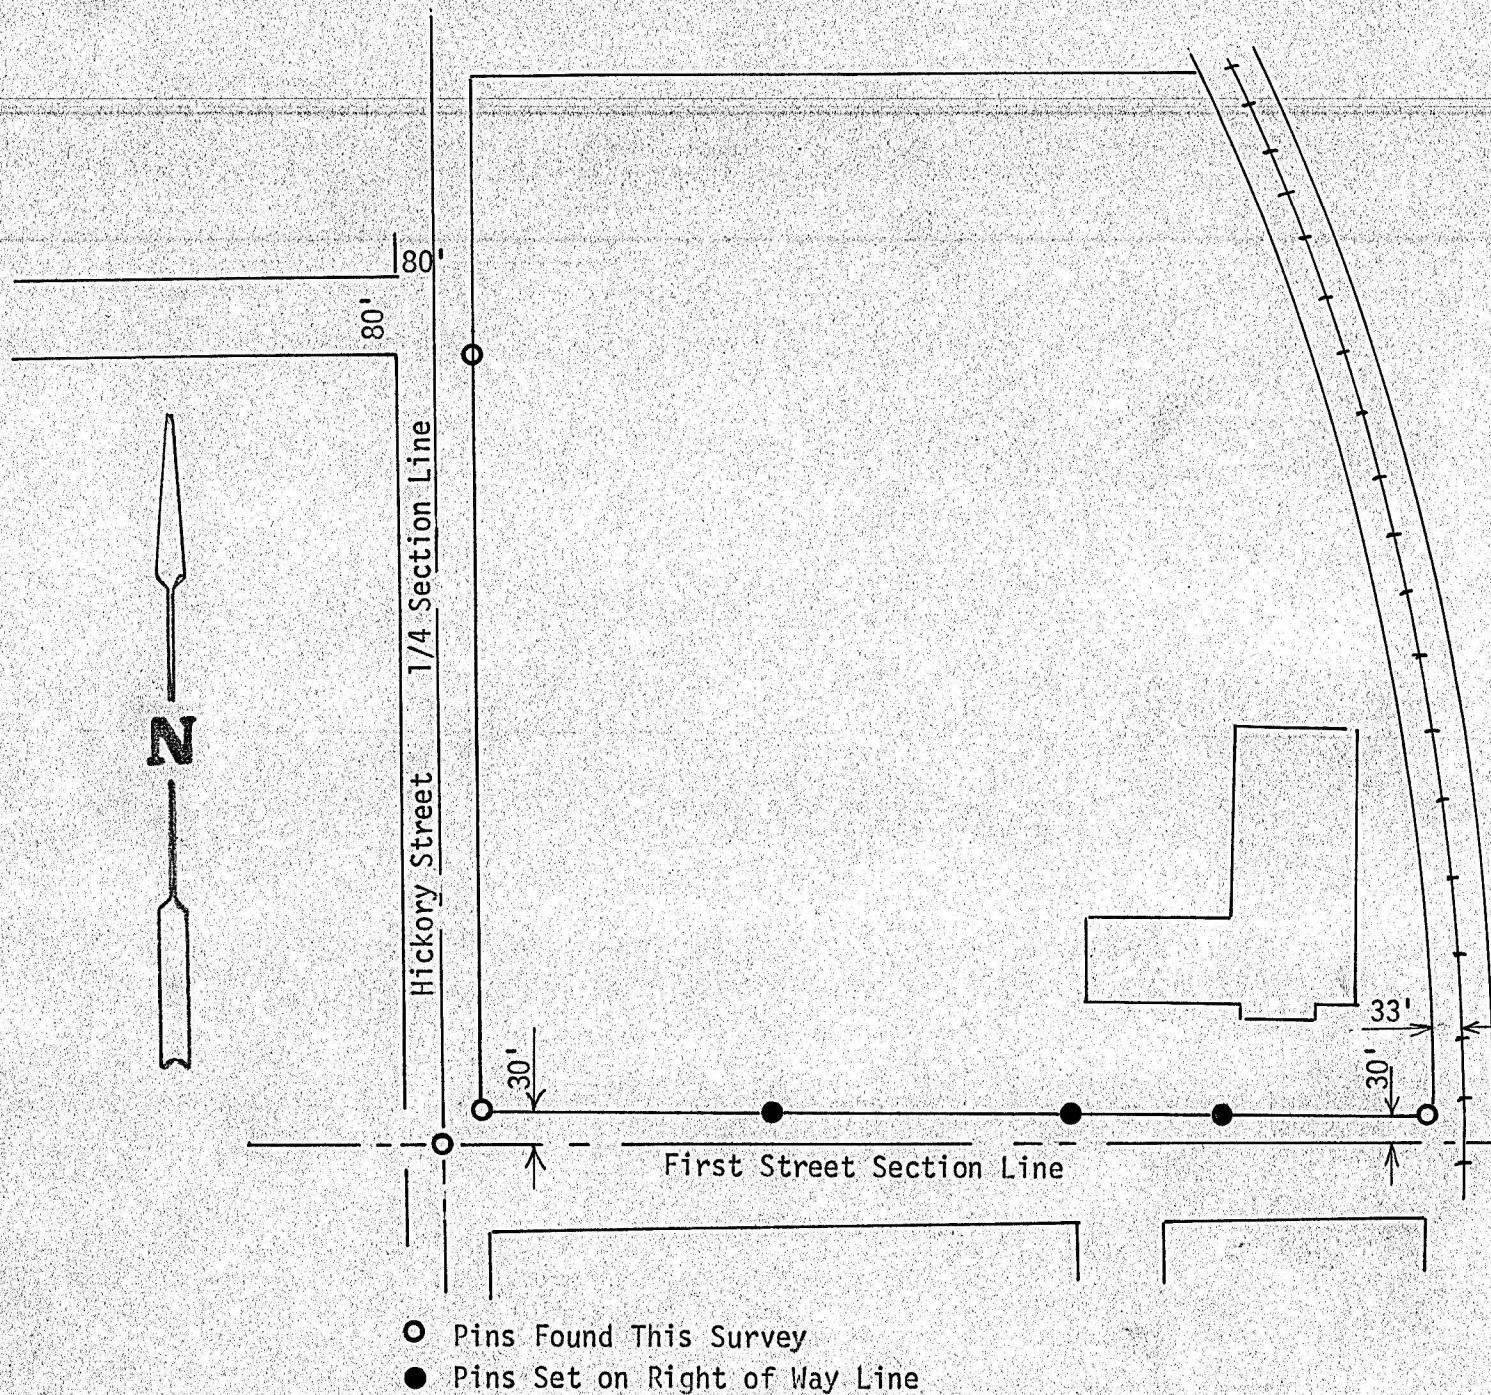 80'
80'
Hickory Street 1/4 Section Line
N
33'
30'
30'
First Street Section Line
Pins Found This Survey
Pins Set on Right of Way Line